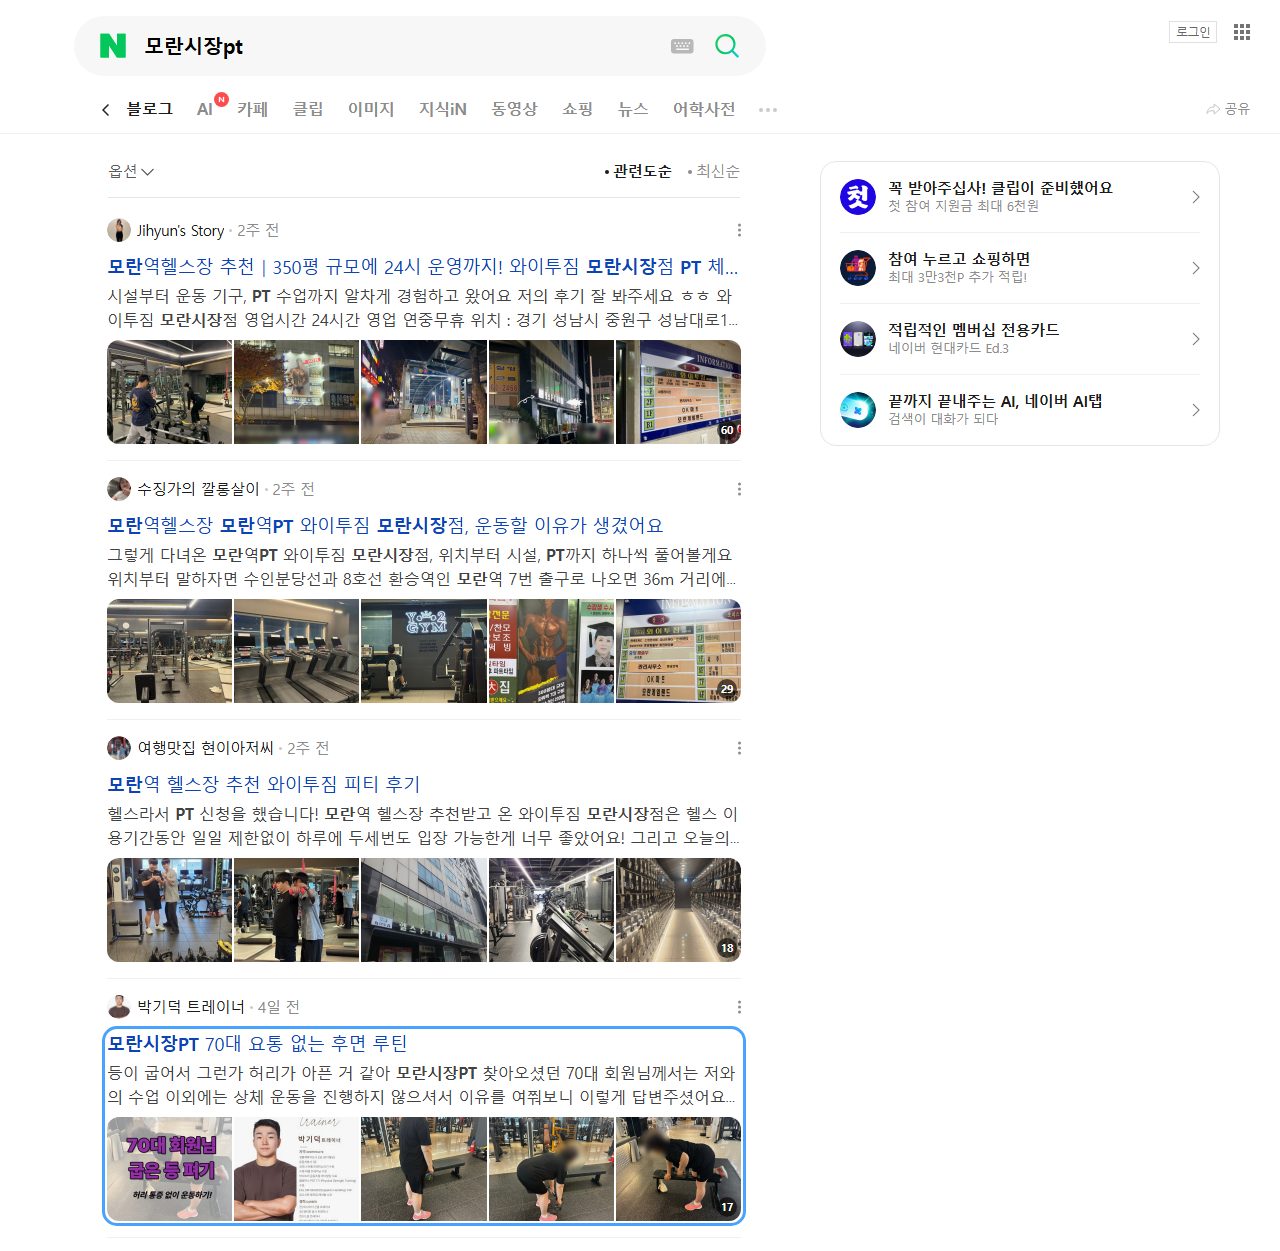 모란시장pt
로그인
블로그
AI
N
카페
클립
이미지
지식iN
동영상
쇼핑
뉴스
어학사전
공유
옵션
관련도순
최신순
Jihyun's Story · 2주 전
모란역헬스장 추천 | 350평 규모에 24시 운영까지! 와이투짐 모란시장점 PT 체...
시설부터 운동 기구, PT 수업까지 알차게 경험하고 왔어요 저의 후기 잘 봐주세요 ㅎㅎ 와
이투짐 모란시장점 영업시간 24시간 영업 연중무휴 위치 : 경기 성남시 중원구 성남대로1...
INFORMATION
OK마트
60
수징가의 깔롱살이 · 2주 전
모란역헬스장 모란역PT 와이투짐 모란시장점, 운동할 이유가 생겼어요
그렇게 다녀온 모란역PT 와이투짐 모란시장점, 위치부터 시설, PT까지 하나씩 풀어볼게요
위치부터 말하자면 수인분당선과 8호선 환승역인 모란역 7번 출구로 나오면 36m 거리에...
Y2
GYM
INFORMATION
와이투짐
관리사무소
OK마트
29
여행맛집 현이아저씨 · 2주 전
모란역 헬스장 추천 와이투짐 피티 후기
헬스라서 PT 신청을 했습니다! 모란역 헬스장 추천받고 온 와이투짐 모란시장점은 헬스 이
용기간동안 일일 제한없이 하루에 두세번도 입장 가능한게 너무 좋았어요! 그리고 오늘의...
18
박기덕 트레이너 · 4일 전
모란시장PT 70대 요통 없는 후면 루틴
등이 굽어서 그런가 허리가 아픈 거 같아 모란시장PT 찾아오셨던 70대 회원님께서는 저와
의 수업 이외에는 상체 운동을 진행하지 않으셔서 이유를 여쭤보니 이렇게 답변주셨어요...
70대 회원님
굽은 등 펴기
허리 통증 없이 운동하기!
trainer
박기덕트레이너
17
첫
꼭 받아주십사! 클립이 준비했어요
첫 참여 지원금 최대 6천원
참여 누르고 쇼핑하면
최대 3만3천P 추가 적립!
적립적인 멤버십 전용카드
네이버 현대카드 Ed.3
끝까지 끝내주는 AI, 네이버 AI탭
검색이 대화가 되다